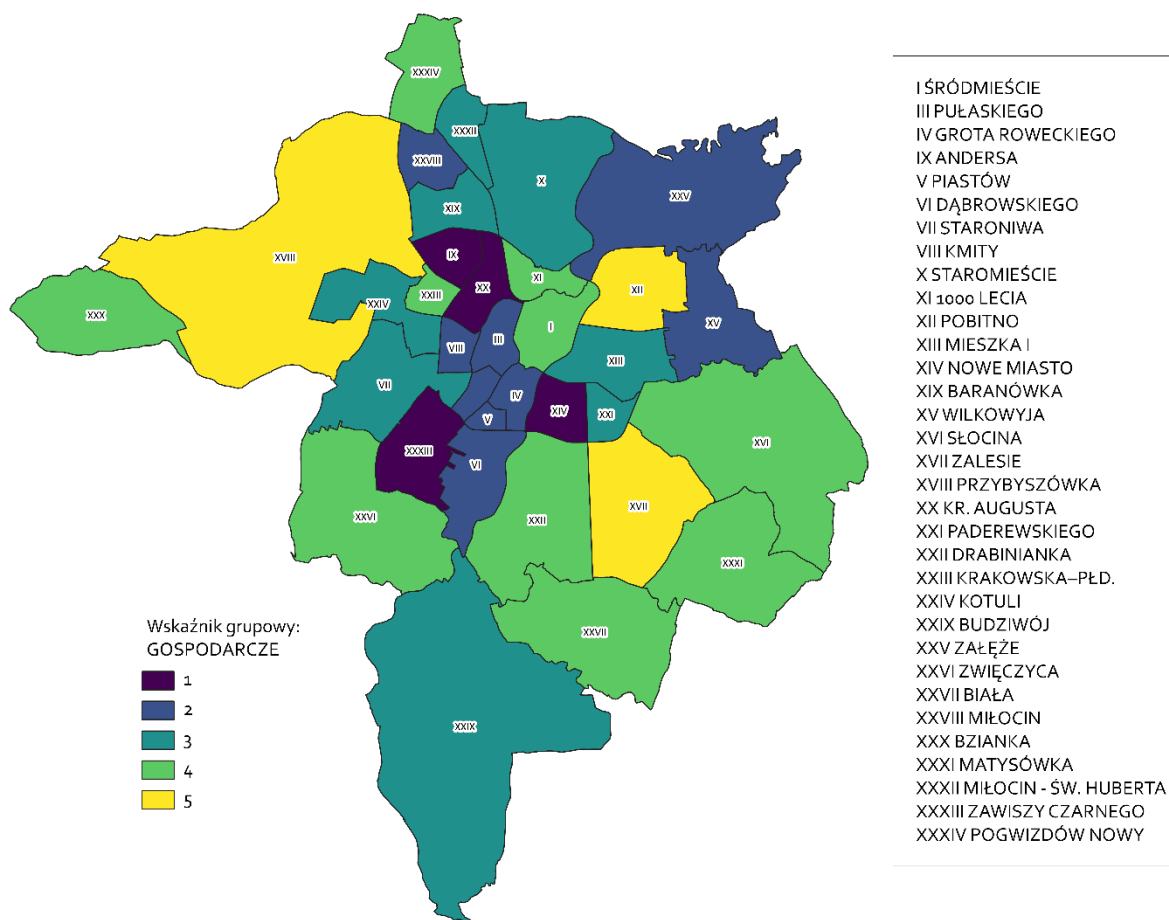 XXXIV
XXXII
XXVIII
X
XXV
XIX
IX
XVIII
XI
XX
XII
XXIII
XXIV
XXX
I
XV
III
VIII
XIII
VII
IV
XIV
V
XXI
XVI
XXXIII
VI
XVII
XXVI
XXII
XXXI
XXVII
XXIX
Wskaźnik grupowy:
GOSPODARCZE
1
2
3
4
5
I ŚRÓDMIEŚCIE
III PUŁASKIEGO
IV GROTA ROWECKIEGO
IX ANDERSA
V PIASTÓW
VI DĄBROWSKIEGO
VII STARONIWA
VIII KMITY
X STAROMIEŚCIE
XI 1000 LECIA
XII POBITNO
XIII MIESZKA I
XIV NOWE MIASTO
XIX BARANÓWKA
XV WILKOWYJA
XVI SŁOCINA
XVII ZALESIE
XVIII PRZYBYSZÓWKA
XX KR. AUGUSTA
XXI PADEREWSKIEGO
XXII DRABINIANKA
XXIII KRAKOWSKA–PŁD.
XXIV KOTULI
XXIX BUDZIWÓJ
XXV ZAŁĘŻE
XXVI ZWIĘCZYCA
XXVII BIAŁA
XXVIII MIŁOCIN
XXX BZIANKA
XXXI MATYSÓWKA
XXXII MIŁOCIN - ŚW. HUBERTA
XXXIII ZAWISZY CZARNEGO
XXXIV POGWIZDÓW NOWY